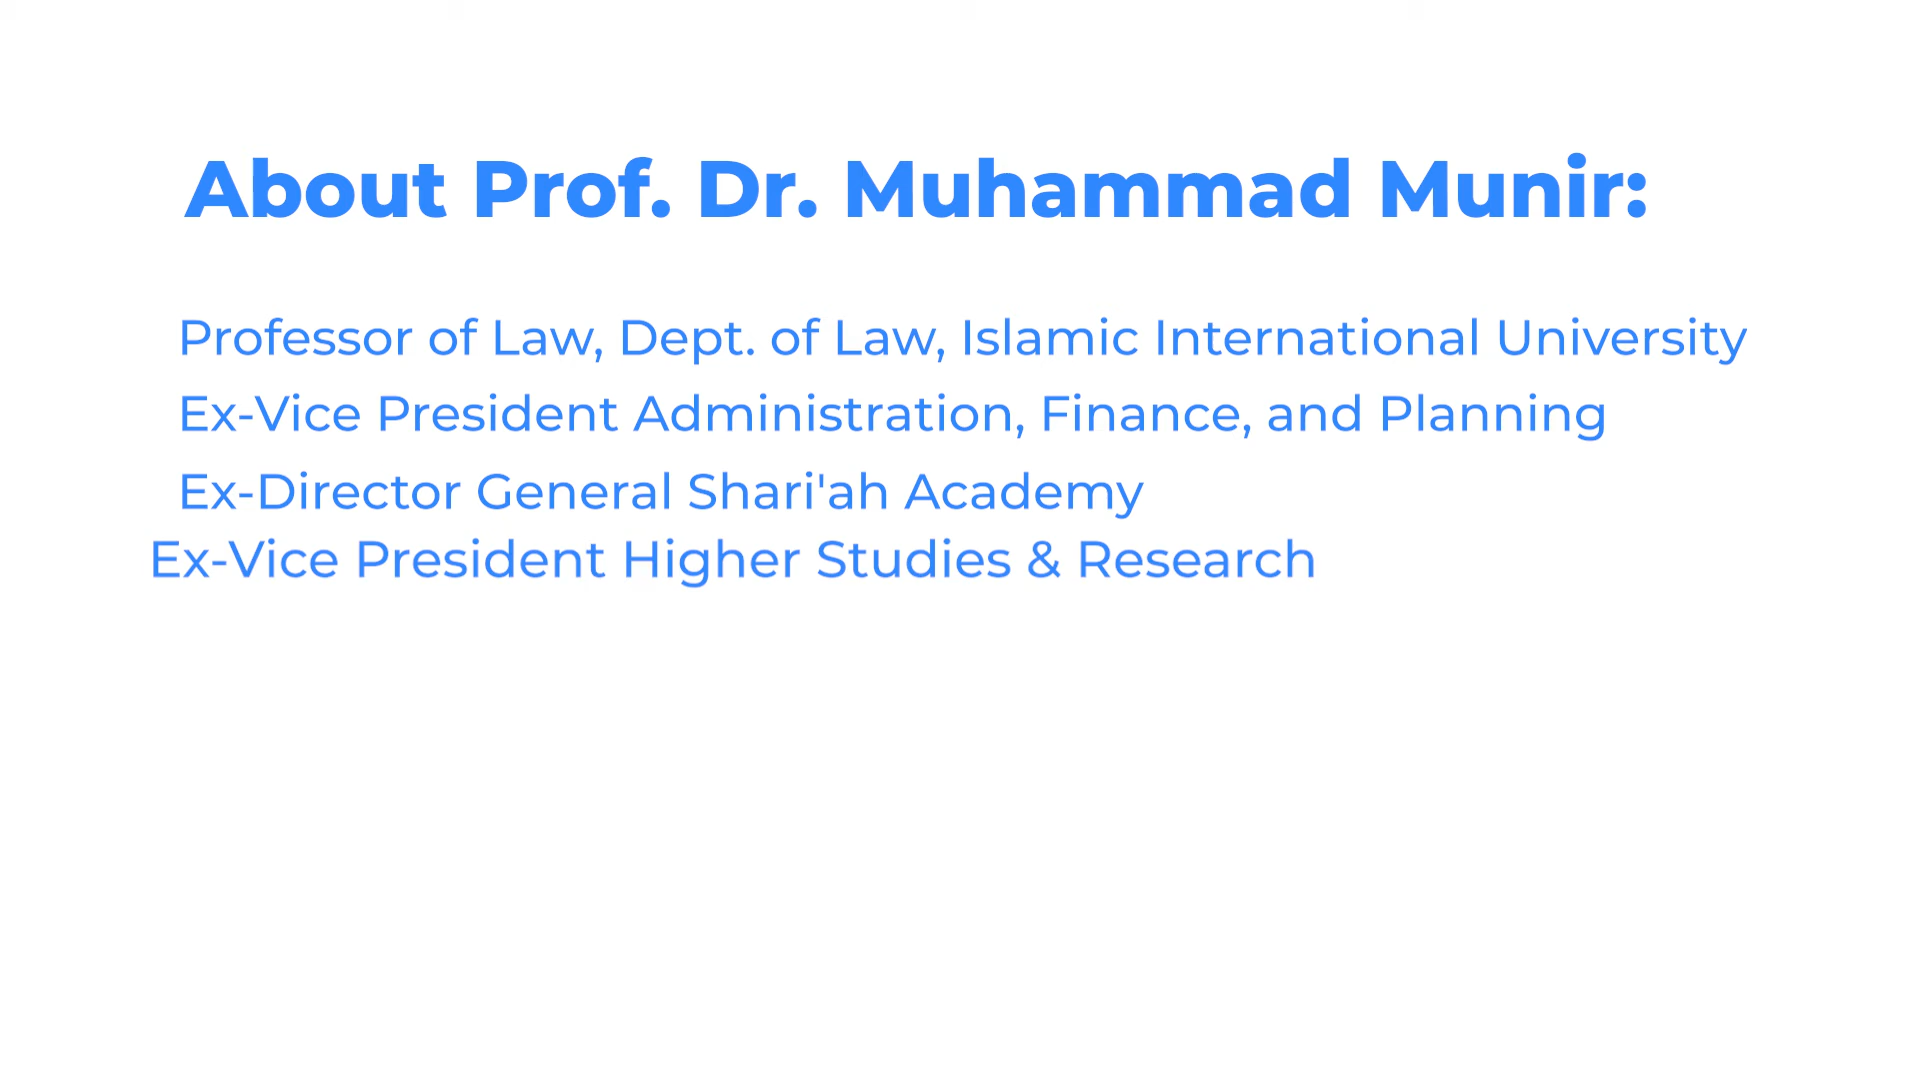 About Prof. Dr. Muhammad Munir:
Professor of Law, Dept. of Law, Islamic International University
Ex-Vice President Administration, Finance, and Planning
Ex-Director General Shari'ah Academy
Ex-Vice President Higher Studies & Research